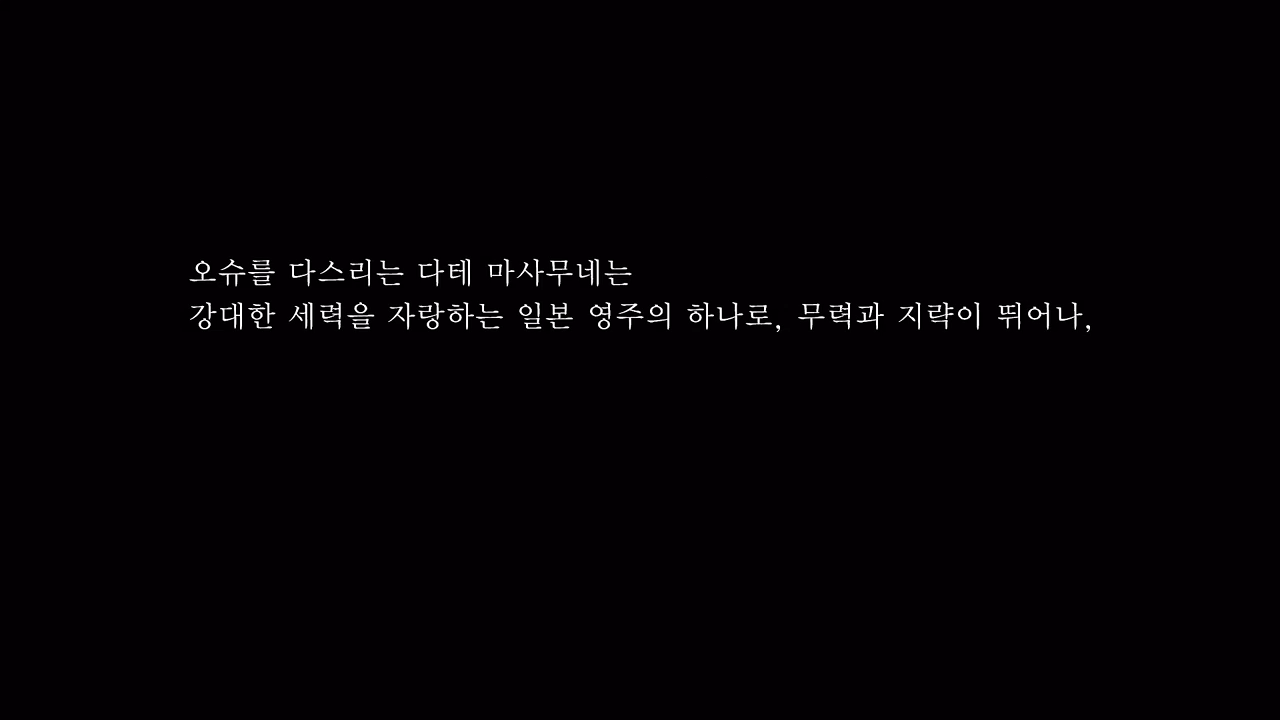 오슈를 다스리는 다테 마사무네는
강대한 세력을 자랑하는 일본 영주의 하나로, 무력과 지략이 뛰어나,